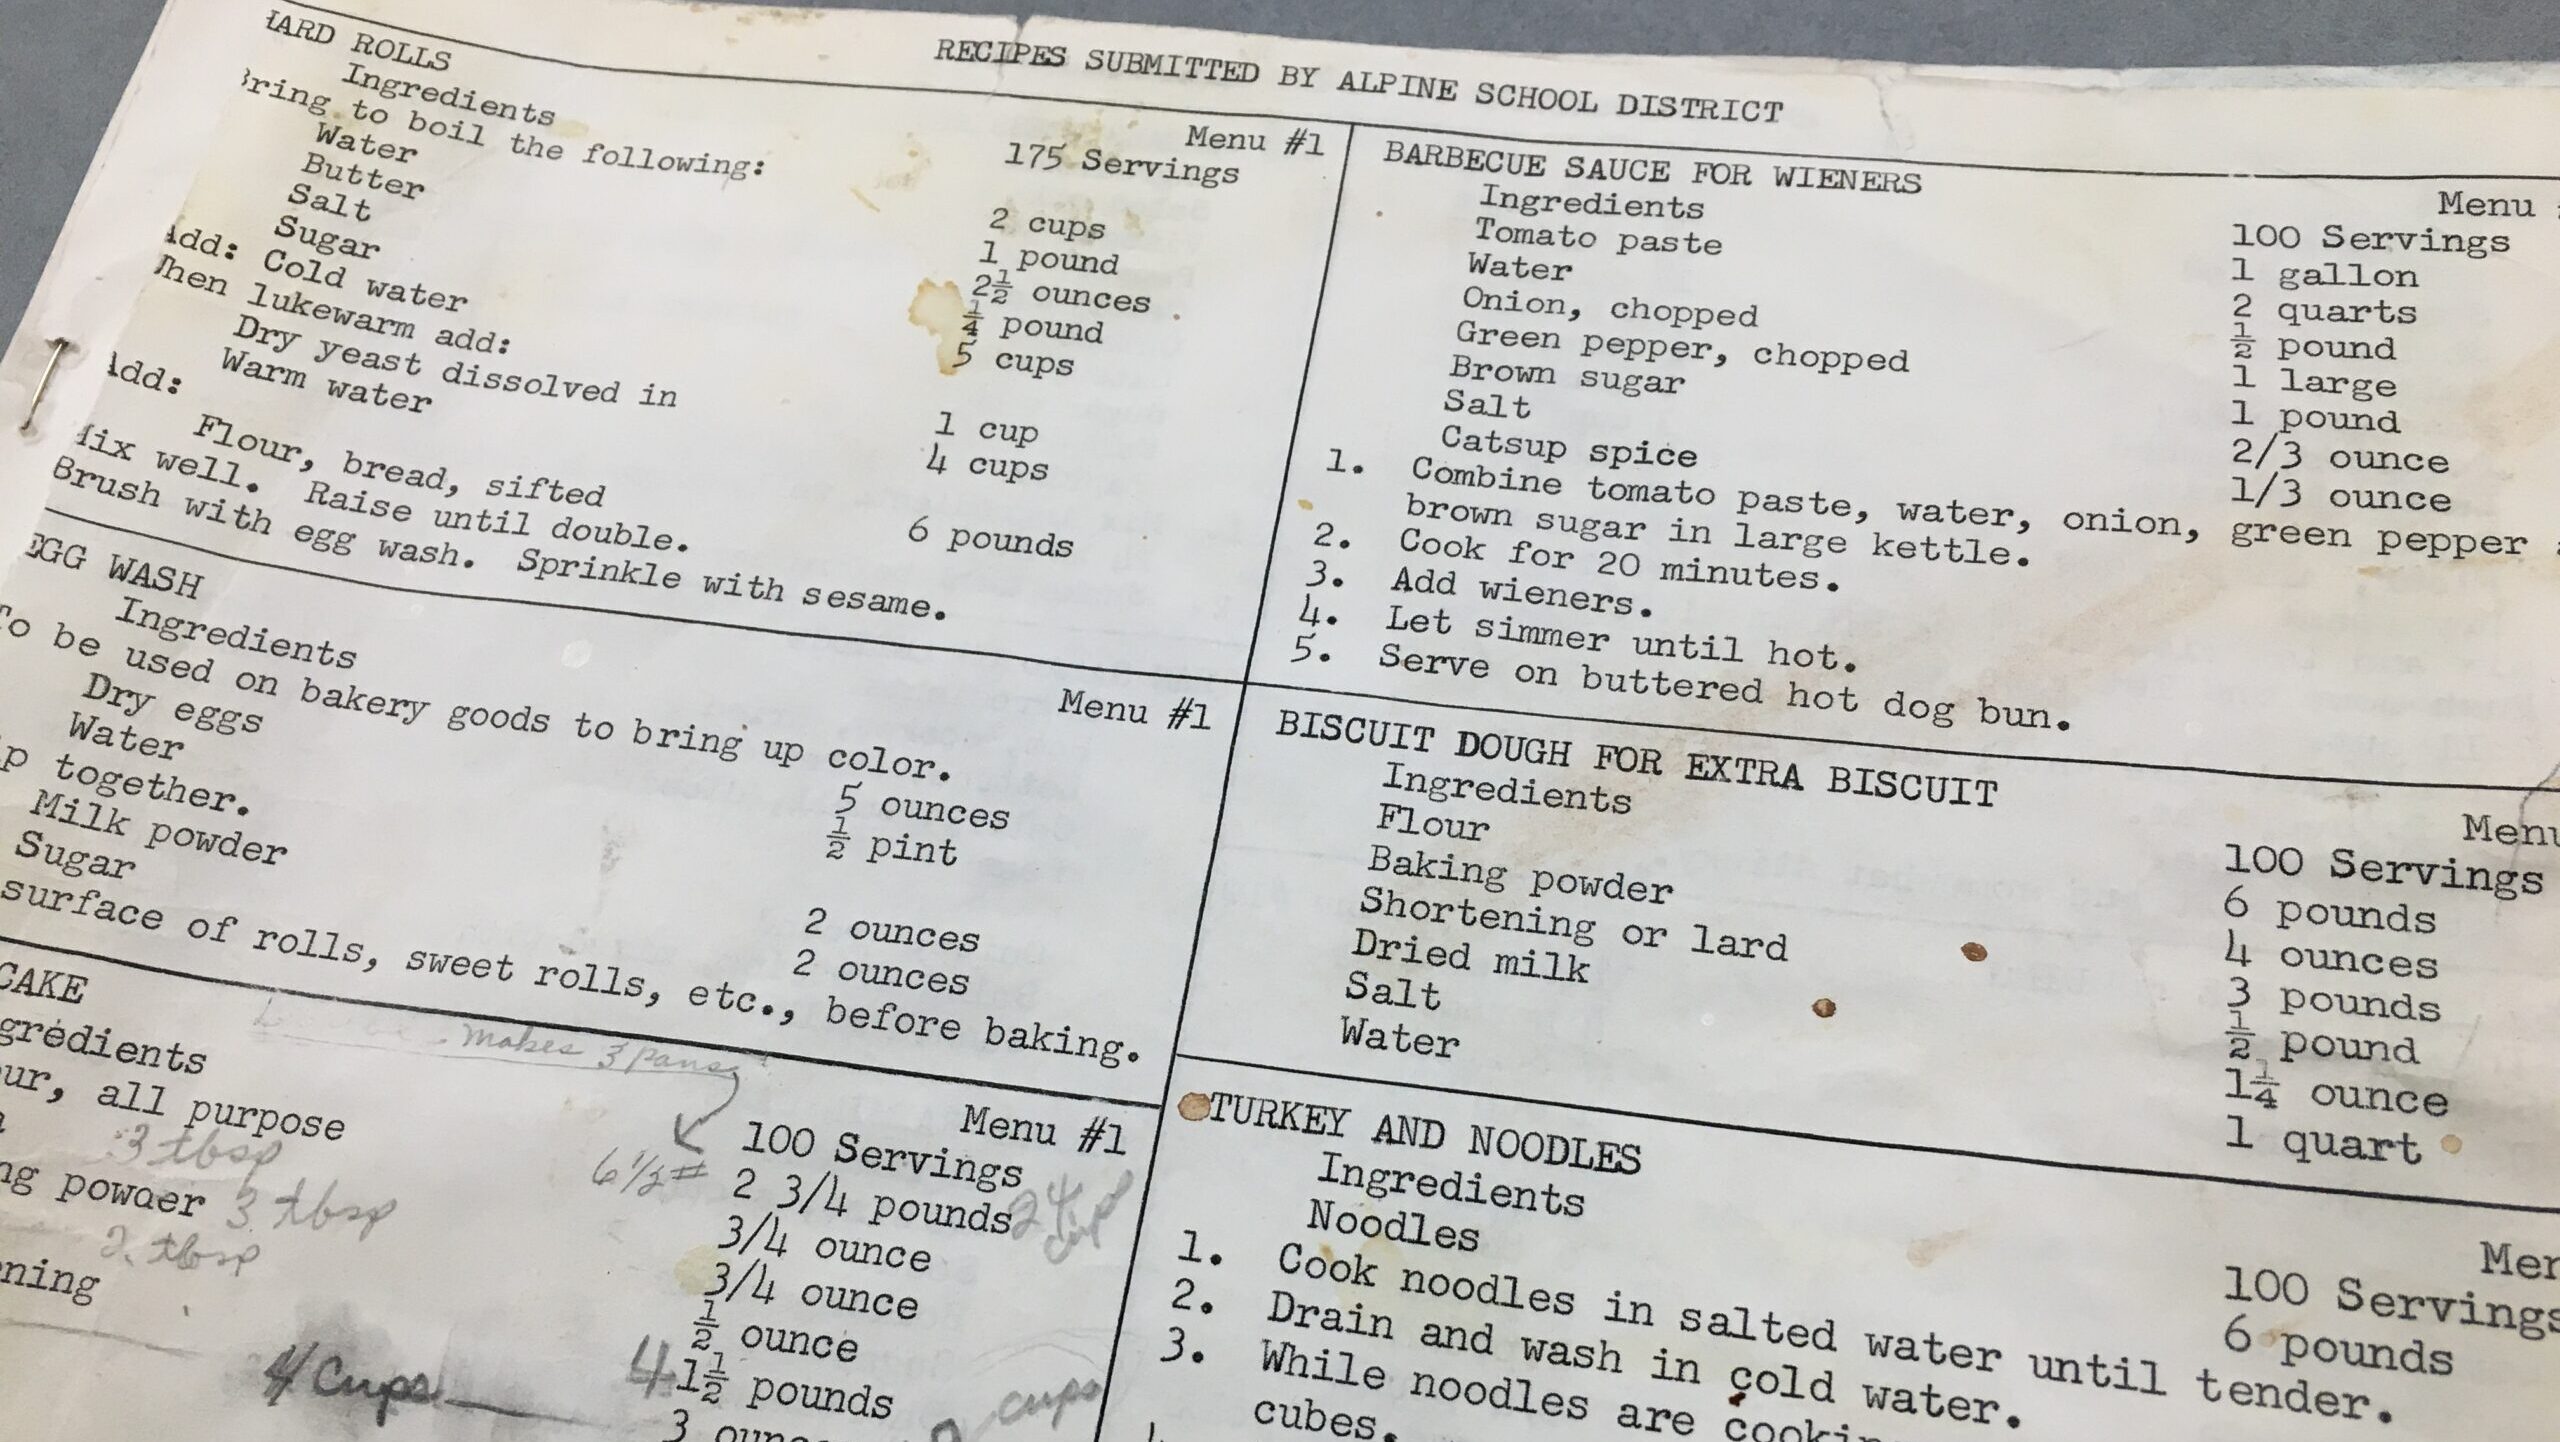 RECIPES SUBMITTED BY ALPINE SCHOOL DISTRICT
HARD ROLLS Menu #1
Ingredients 175 Servings
Bring to boil the following:
Water 2 cups
Butter 1 pound
Salt 2½ ounces
Sugar ¼ pound
Add: Cold water 5 cups
When lukewarm add:
Dry yeast dissolved in 1 cup
Warm water 4 cups
Add:
Flour, bread, sifted 6 pounds
Mix well. Raise until double.
Brush with egg wash. Sprinkle with sesame.
EGG WASH Menu #1
Ingredients
To be used on bakery goods to bring up color.
Dry eggs 5 ounces
Water ½ pint
p together.
Milk powder 2 ounces
Sugar 2 ounces
surface of rolls, sweet rolls, etc., before baking.
makes 3 pans
CAKE Menu #1
gredients 100 Servings
ur, all purpose 6 1/2# 2 3/4 pounds 24 cups
3 tbsp 3/4 ounce
ng powder 3 tbsp 3/4 ounce
2 tbsp ½ ounce
ning 4 1½ pounds
4 Cups 3 cups
BARBECUE SAUCE FOR WIENERS Menu
Ingredients 100 Servings
Tomato paste 1 gallon
Water 2 quarts
Onion, chopped ½ pound
Green pepper, chopped 1 large
Brown sugar 1 pound
Salt 2/3 ounce
Catsup spice 1/3 ounce
1. Combine tomato paste, water, onion, green pepper
brown sugar in large kettle.
2. Cook for 20 minutes.
3. Add wieners.
4. Let simmer until hot.
5. Serve on buttered hot dog bun.
BISCUIT DOUGH FOR EXTRA BISCUIT Menu
Ingredients 100 Servings
Flour 6 pounds
Baking powder 4 ounces
Shortening or lard 3 pounds
Dried milk ½ pound
Salt 1¼ ounce
Water 1 quart
TURKEY AND NOODLES Men
Ingredients 100 Servings
Noodles 6 pounds
1. Cook noodles in salted water until tender.
2. Drain and wash in cold water.
3. While noodles are cookin
cubes.